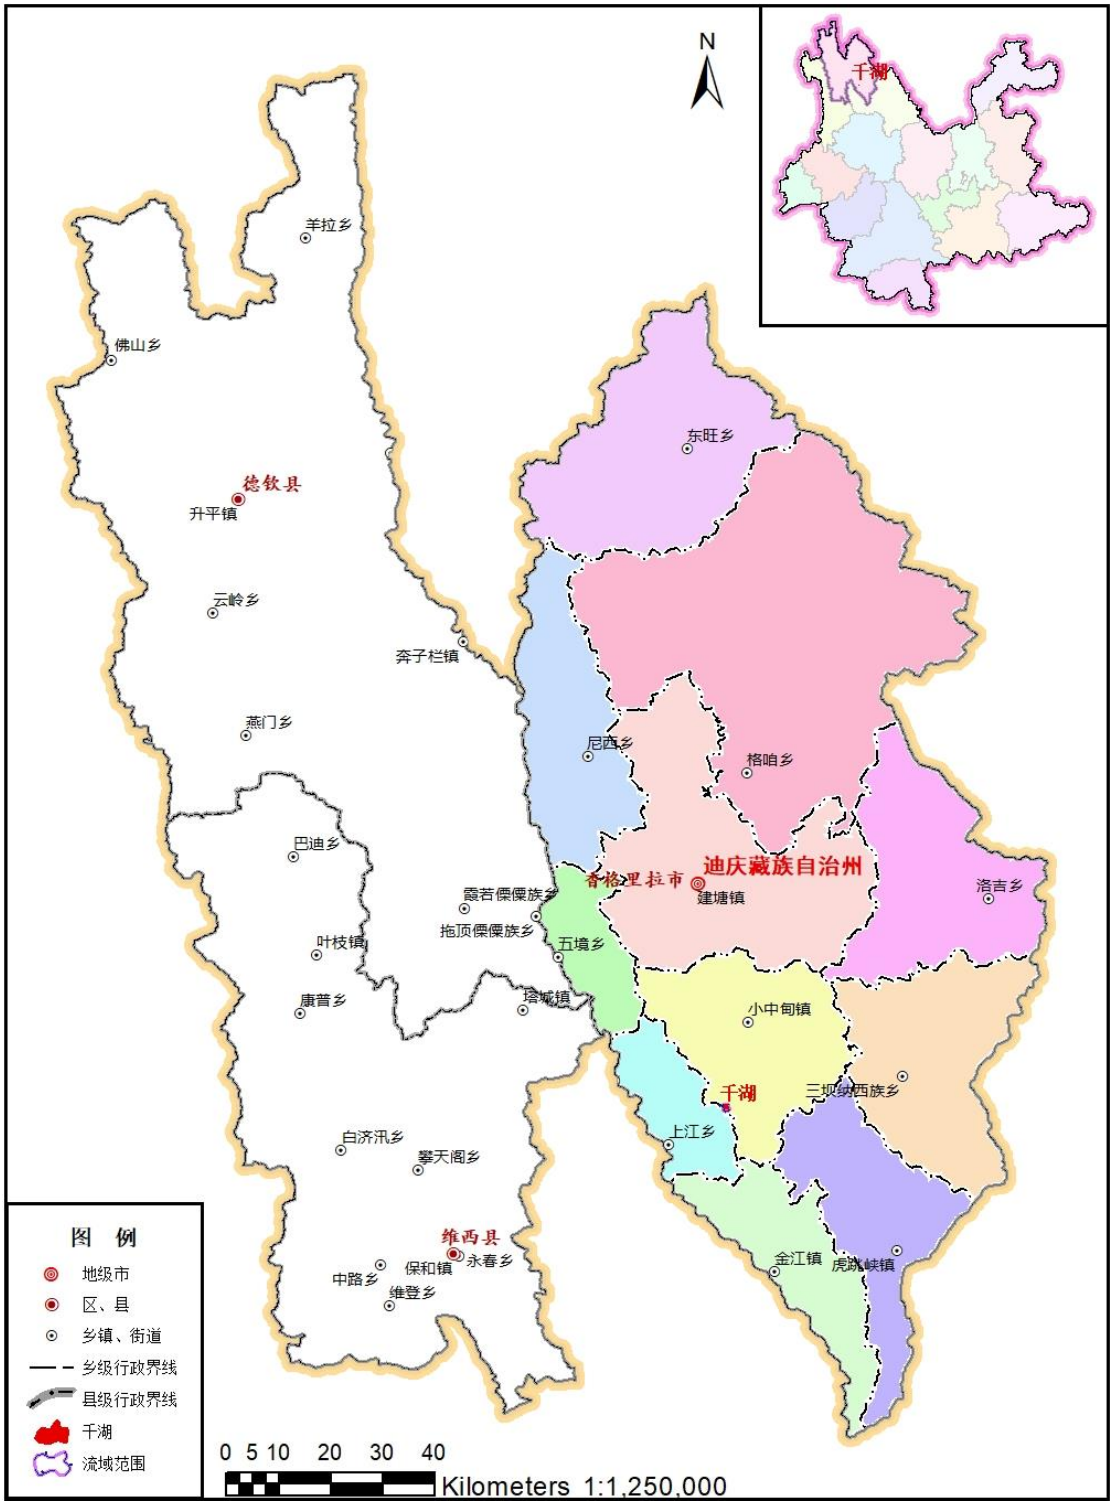 N
千湖
羊拉乡
佛山乡
东旺乡
德钦县
升平镇
云岭乡
奔子栏镇
燕门乡
尼西乡
格咱乡
巴迪乡
迪庆藏族自治州
香格里拉市
建塘镇
洛吉乡
霞若傈僳族乡
拖顶傈僳族乡
叶枝镇
五境乡
康普乡
塔城镇
小中甸镇
三坝纳西族乡
千湖
上江乡
白济汛乡
攀天阁乡
维西县
永春乡
保和镇
中路乡
维登乡
金江镇
虎跳峡镇
图 例
地级市
区、县
乡镇、街道
乡级行政界线
县级行政界线
千湖
流域范围
0 5 10 20 30 40
Kilometers 1:1,250,000